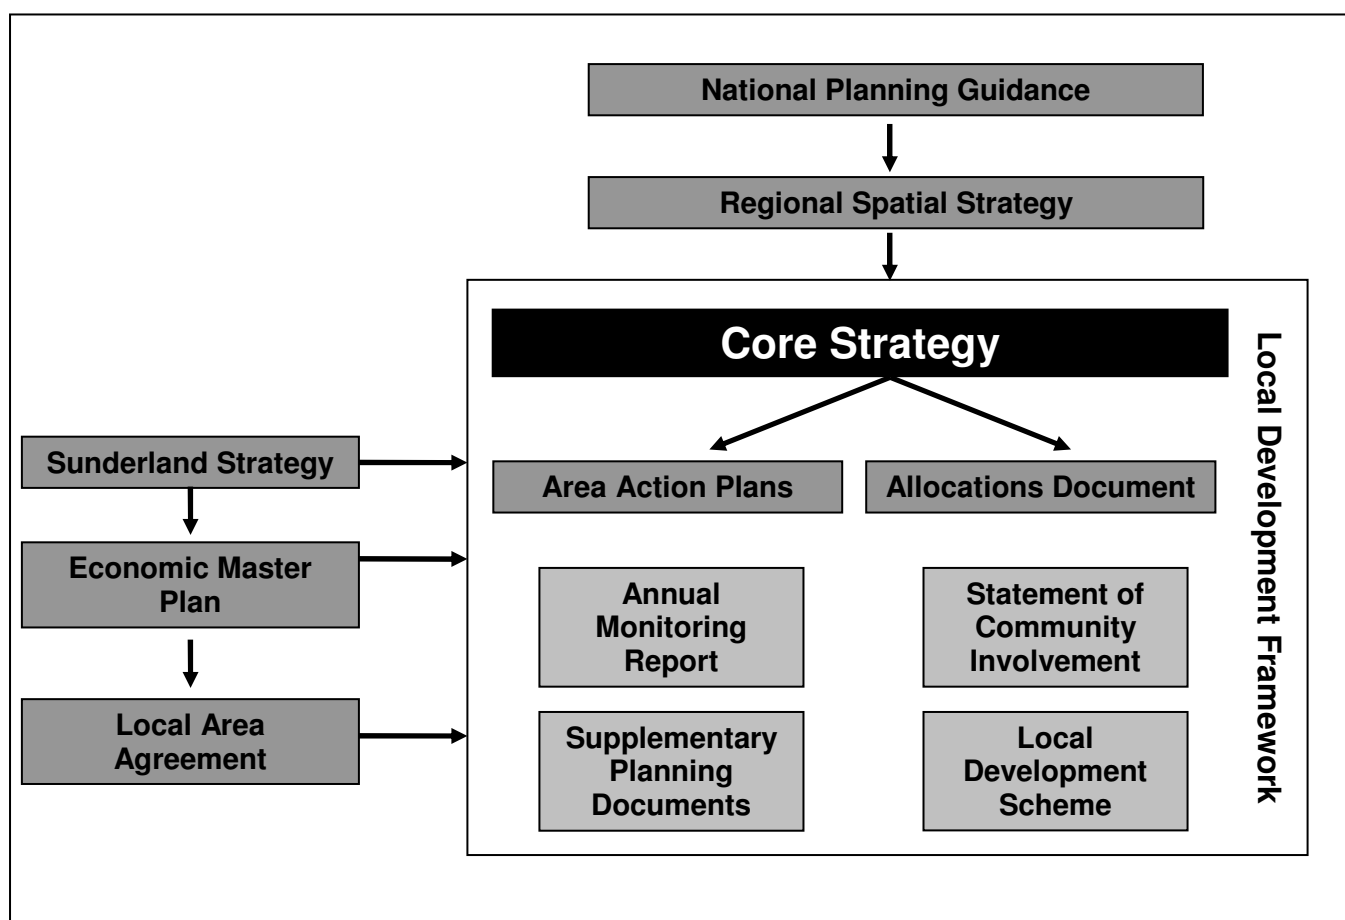 National Planning Guidance
Regional Spatial Strategy
Core Strategy
Local Development Framework
Sunderland Strategy
Area Action Plans
Allocations Document
Economic Master
Plan
Annual
Monitoring
Report
Statement of
Community
Involvement
Local Area
Agreement
Supplementary
Planning
Documents
Local
Development
Scheme